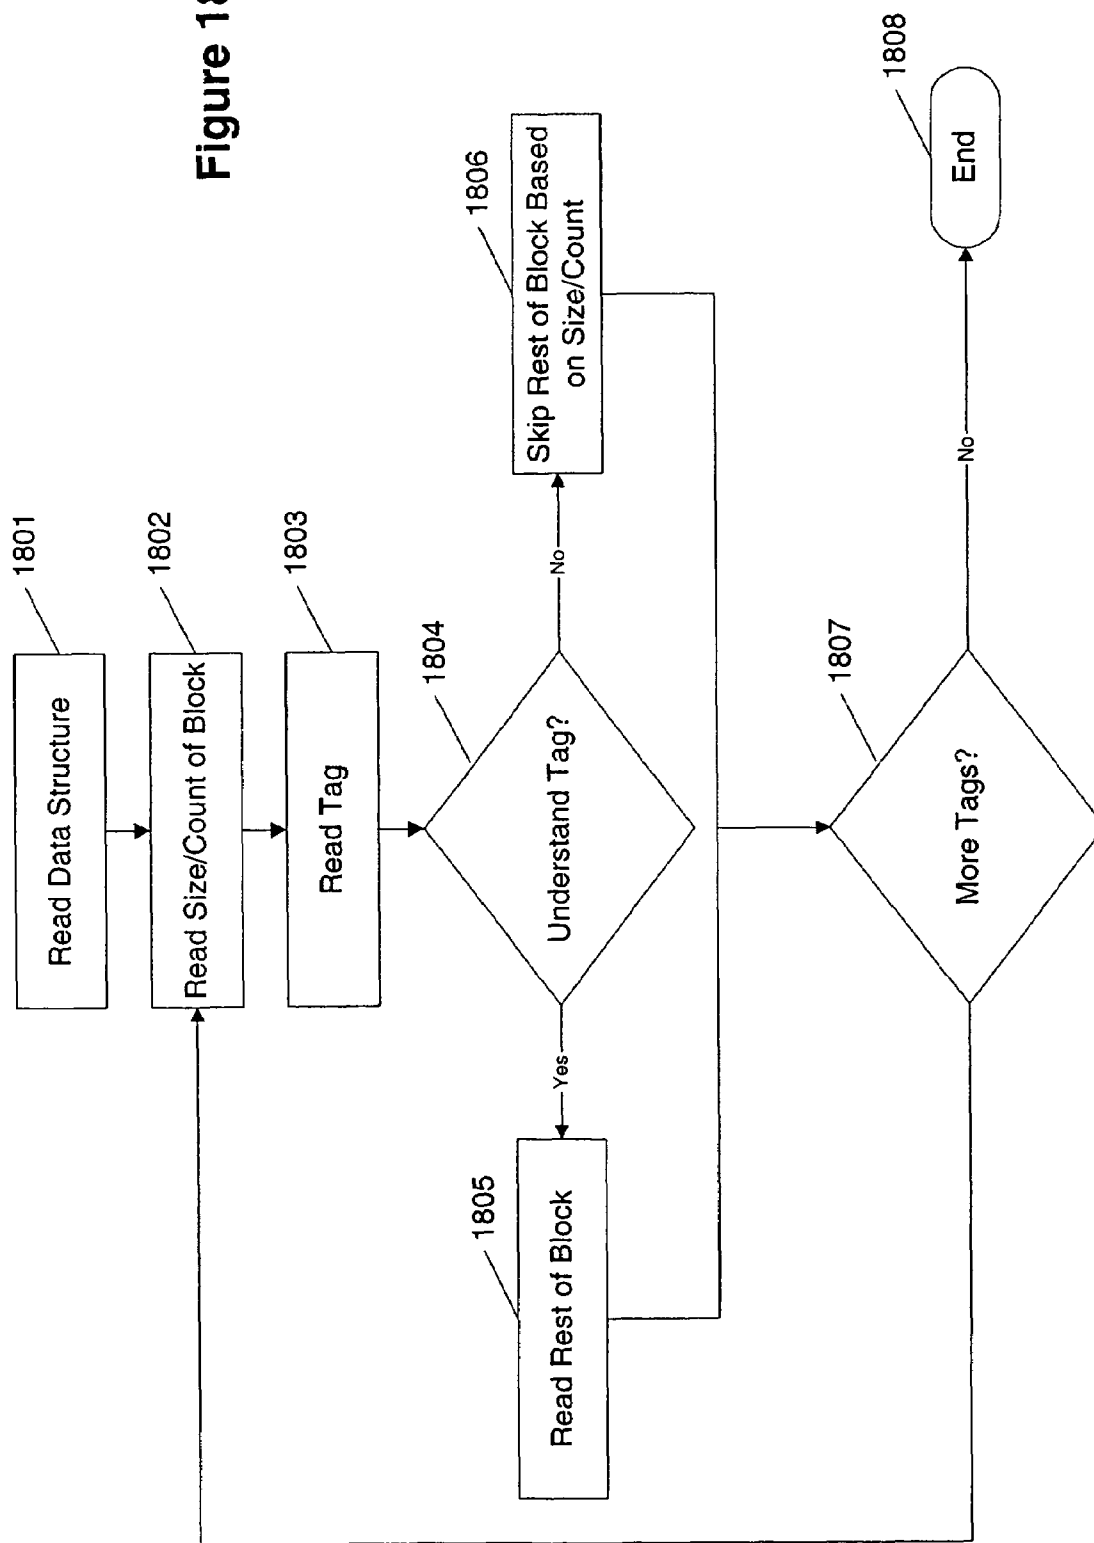 Figure 18
1801
Read Data Structure
1802
Read Size/Count of Block
1803
Read Tag
1804
Understand Tag?
Yes
No
1805
Read Rest of Block
1806
Skip Rest of Block Based
on Size/Count
1807
More Tags?
No
1808
End